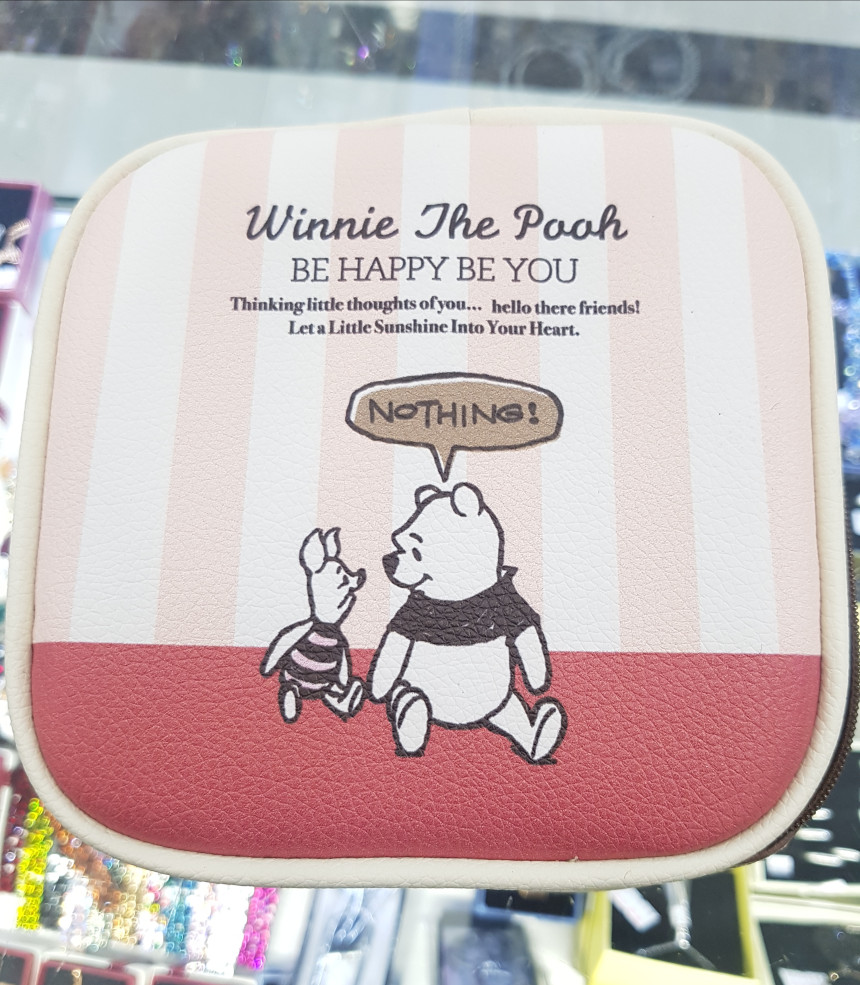 Winnie The Pooh
BE HAPPY BE YOU
Thinking little thoughts of you... hello there friends!
Let a Little Sunshine Into Your Heart.
NOTHING!